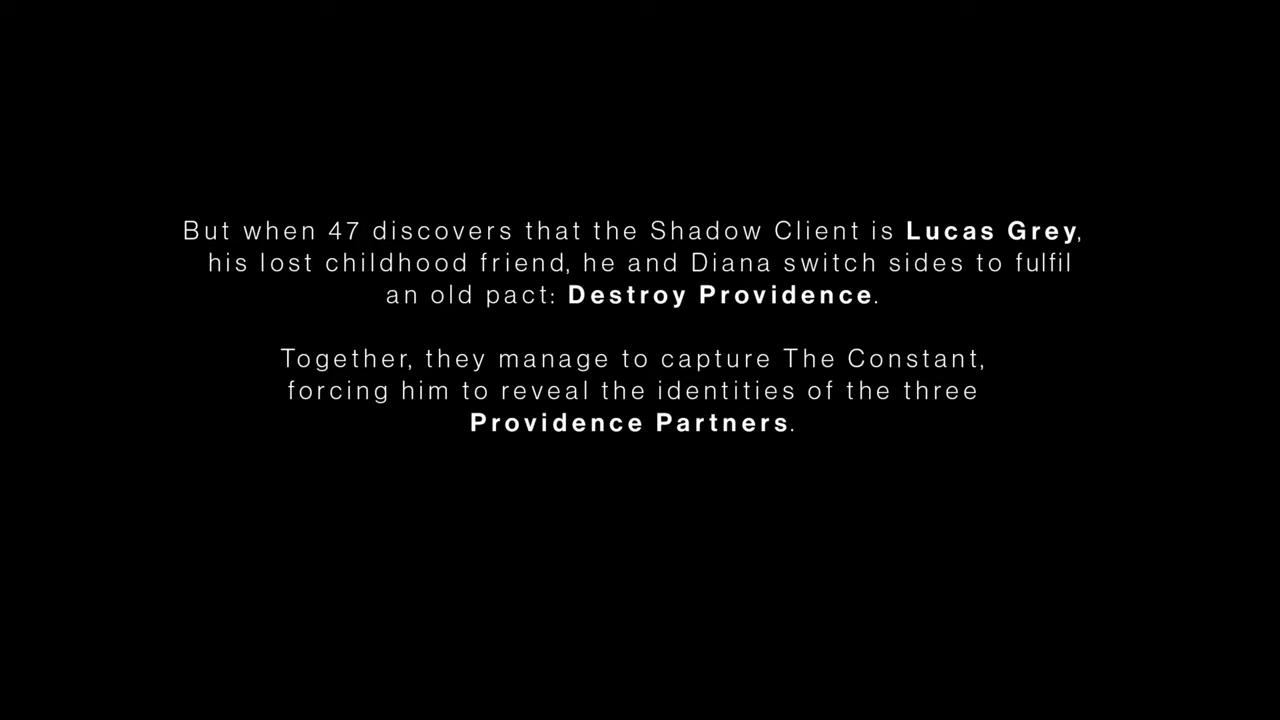 But when 47 discovers that the Shadow Client is Lucas Grey,
his lost childhood friend, he and Diana switch sides to fulfil
an old pact: Destroy Providence.
Together, they manage to capture The Constant,
forcing him to reveal the identities of the three
Providence Partners.